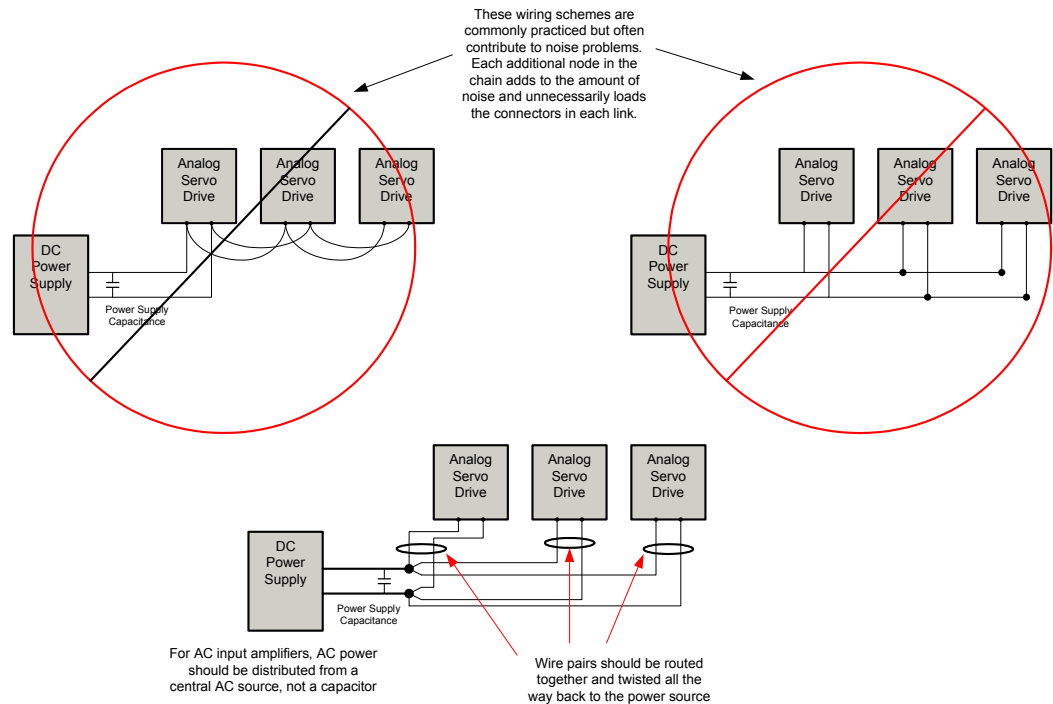 These wiring schemes are
commonly practiced but often
contribute to noise problems.
Each additional node in the
chain adds to the amount of
noise and unnecessarily loads
the connectors in each link.
Analog
Servo
Drive
Analog
Servo
Drive
Analog
Servo
Drive
DC
Power
Supply
Power Supply
Capacitance
Analog
Servo
Drive
Analog
Servo
Drive
Analog
Servo
Drive
DC
Power
Supply
Power Supply
Capacitance
Analog
Servo
Drive
Analog
Servo
Drive
Analog
Servo
Drive
DC
Power
Supply
Power Supply
Capacitance
For AC input amplifiers, AC power
should be distributed from a
central AC source, not a capacitor
Wire pairs should be routed
together and twisted all the
way back to the power source